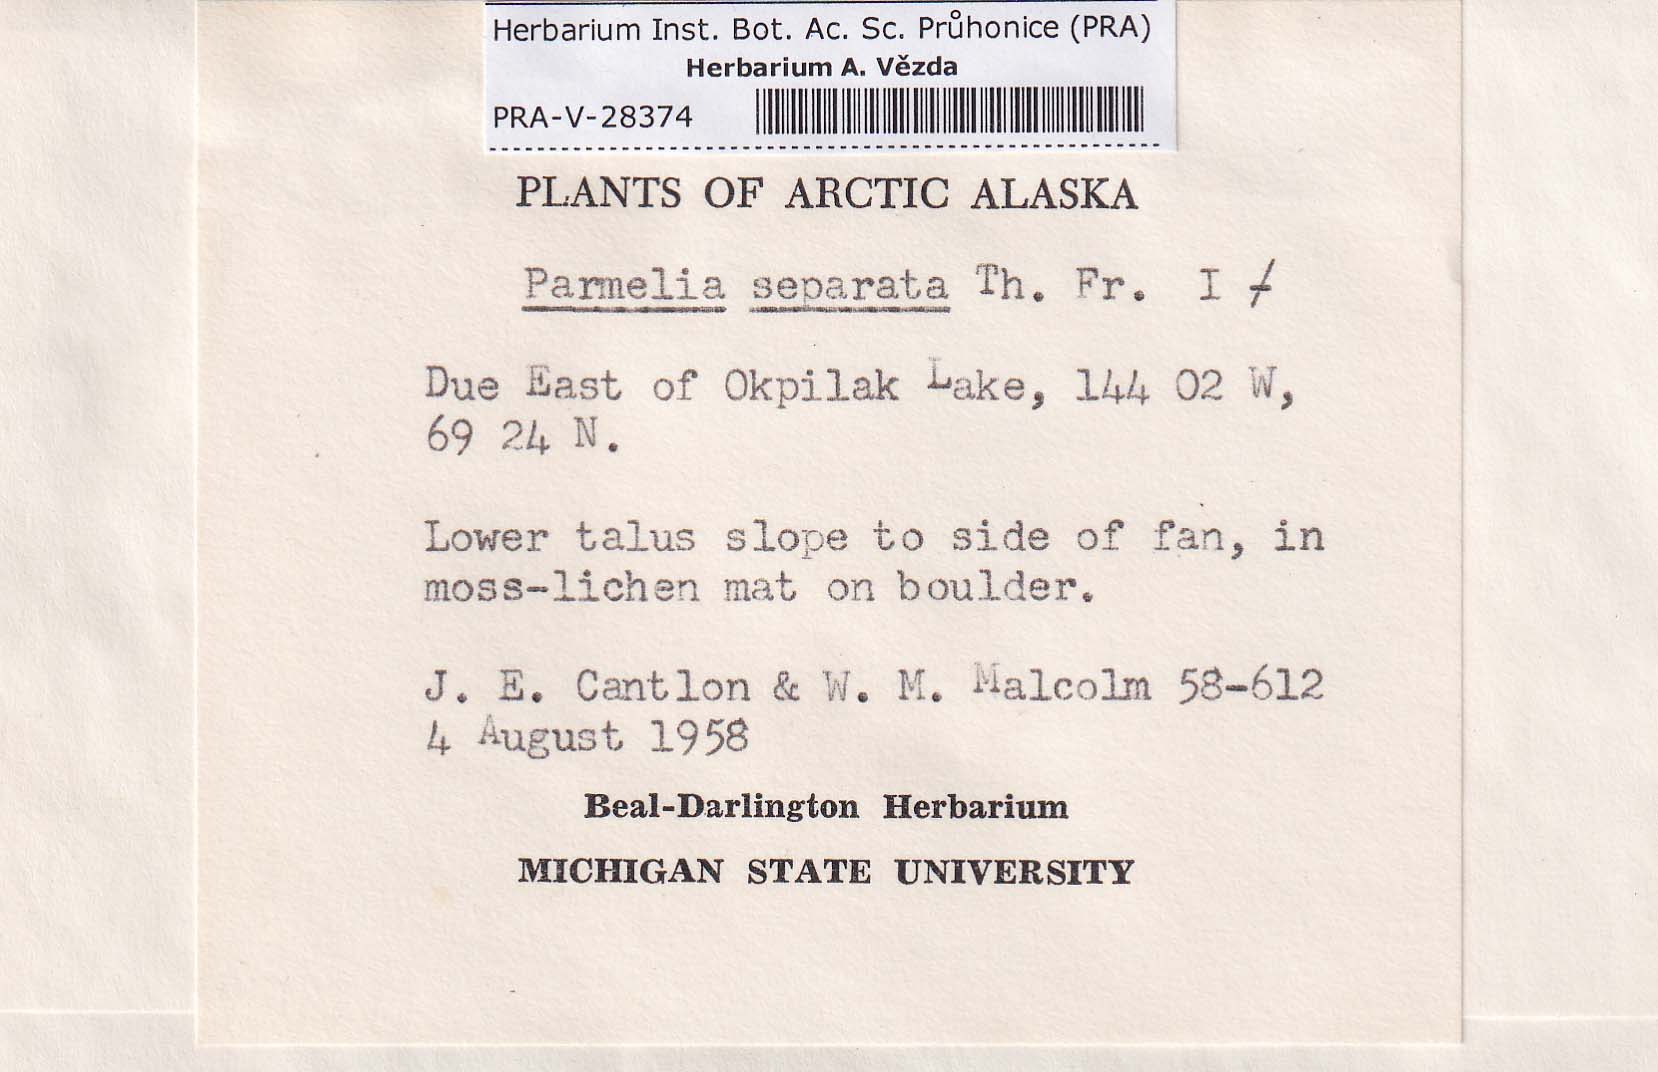 Herbarium Inst. Bot. Ac. Sc. Průhonice (PRA)
Herbarium A. Vězda
PRA-V-28374
PLANTS OF ARCTIC ALASKA
Parmelia separata Th. Fr. I ⌿
Due East of Okpilak Lake, 144 02 W,
69 24 N.
Lower talus slope to side of fan, in
moss-lichen mat on boulder.
J. E. Cantlon & W. M. Malcolm 58-612
4 August 1958
Beal-Darlington Herbarium
MICHIGAN STATE UNIVERSITY